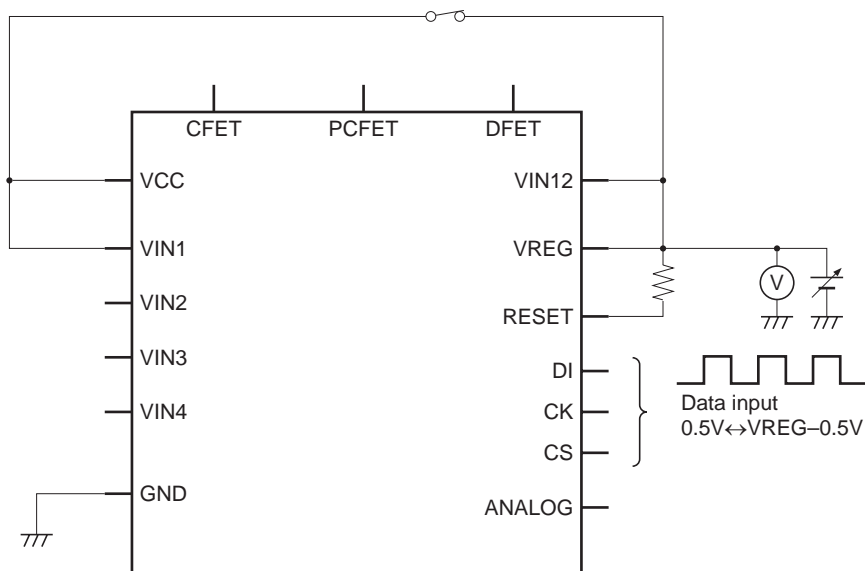 CFET
PCFET
DFET
VCC
VIN12
VIN1
VREG
V
VIN2
RESET
VIN3
DI
Data input
0.5V↔VREG–0.5V
VIN4
CK
CS
GND
ANALOG